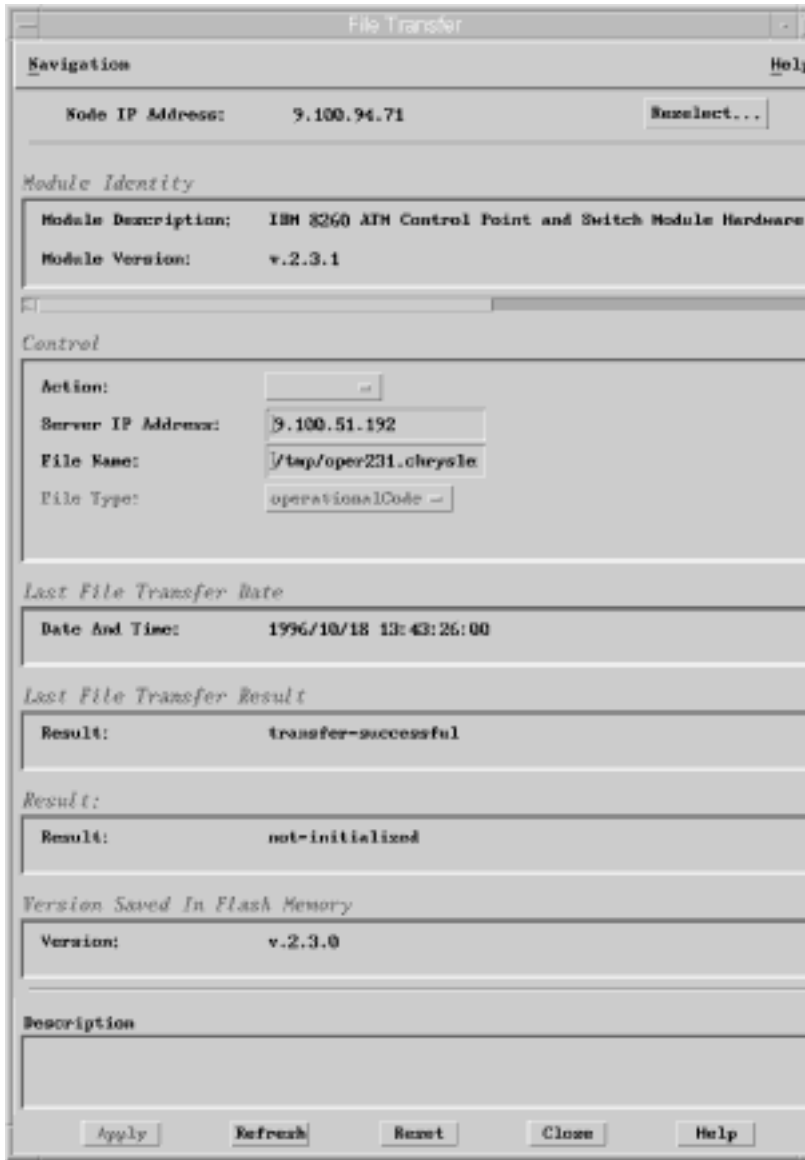 File Transfer
Navigation Help
Node IP Address: 9.100.94.71 Reselect...
Module Identity
Module Description: IBM 8260 ATM Control Point and Switch Module Hardware
Module Version: v.2.3.1
Control
Action:
Server IP Address: 9.100.51.192
File Name: /tmp/oper231.chrysle
File Type: operationalCode
Last File Transfer Date
Date And Time: 1996/10/18 13:43:26:00
Last File Transfer Result
Result: transfer-successful
Result:
Result: not-initialized
Version Saved In Flash Memory
Version: v.2.3.0
Description
Apply Refresh Reset Close Help